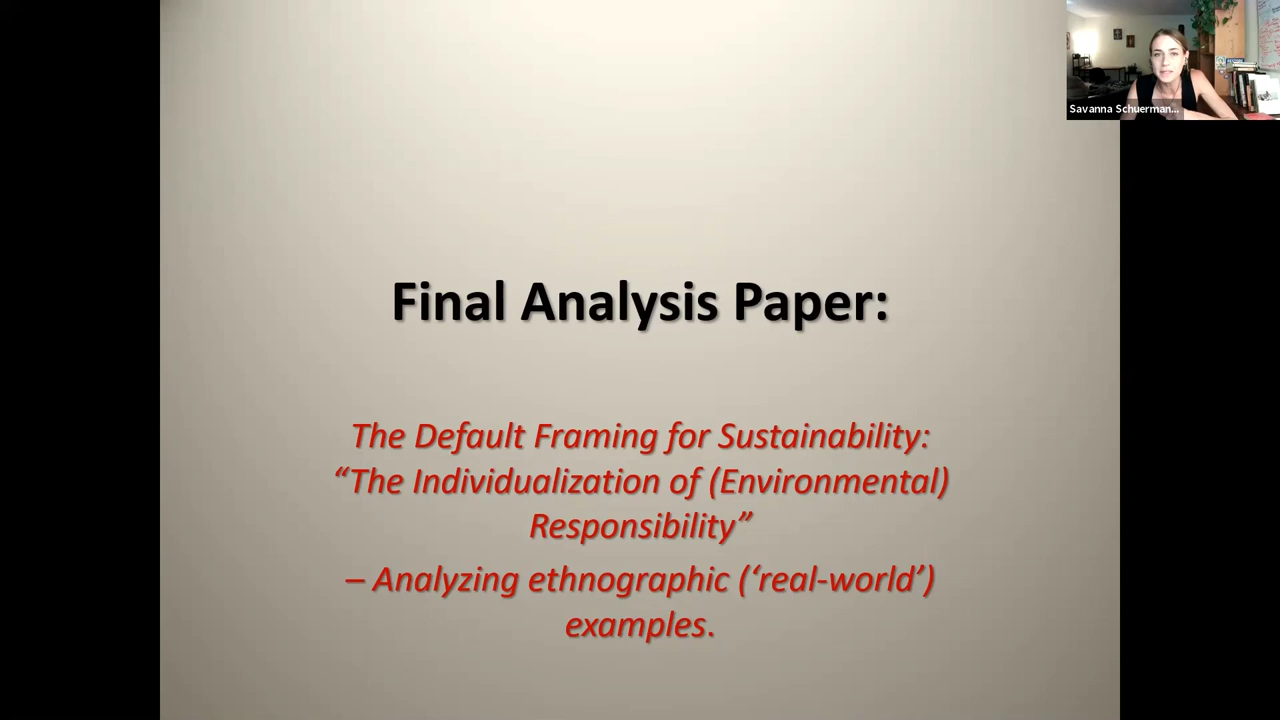 Savanna Schuerman...
Final Analysis Paper:
The Default Framing for Sustainability:
“The Individualization of (Environmental)
Responsibility”
– Analyzing ethnographic (‘real-world’)
examples.